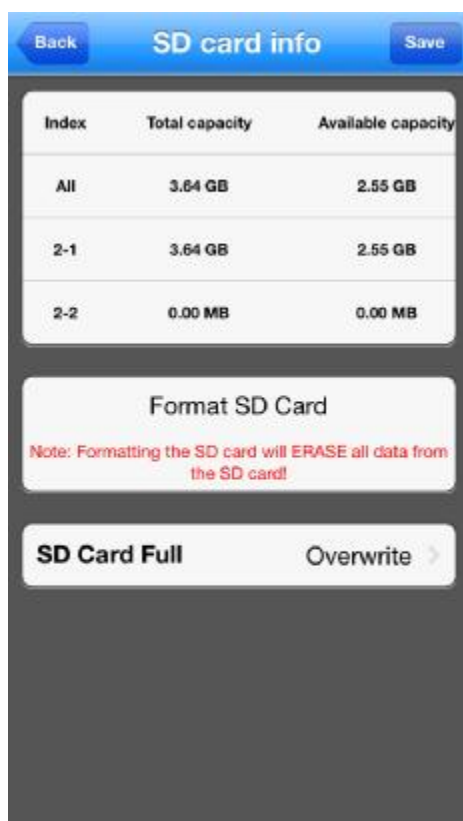 Back SD card info Save
Index Total capacity Available capacity
All 3.64 GB 2.55 GB
2-1 3.64 GB 2.55 GB
2-2 0.00 MB 0.00 MB
Format SD Card
Note: Formatting the SD card will ERASE all data from
the SD card!
SD Card Full Overwrite